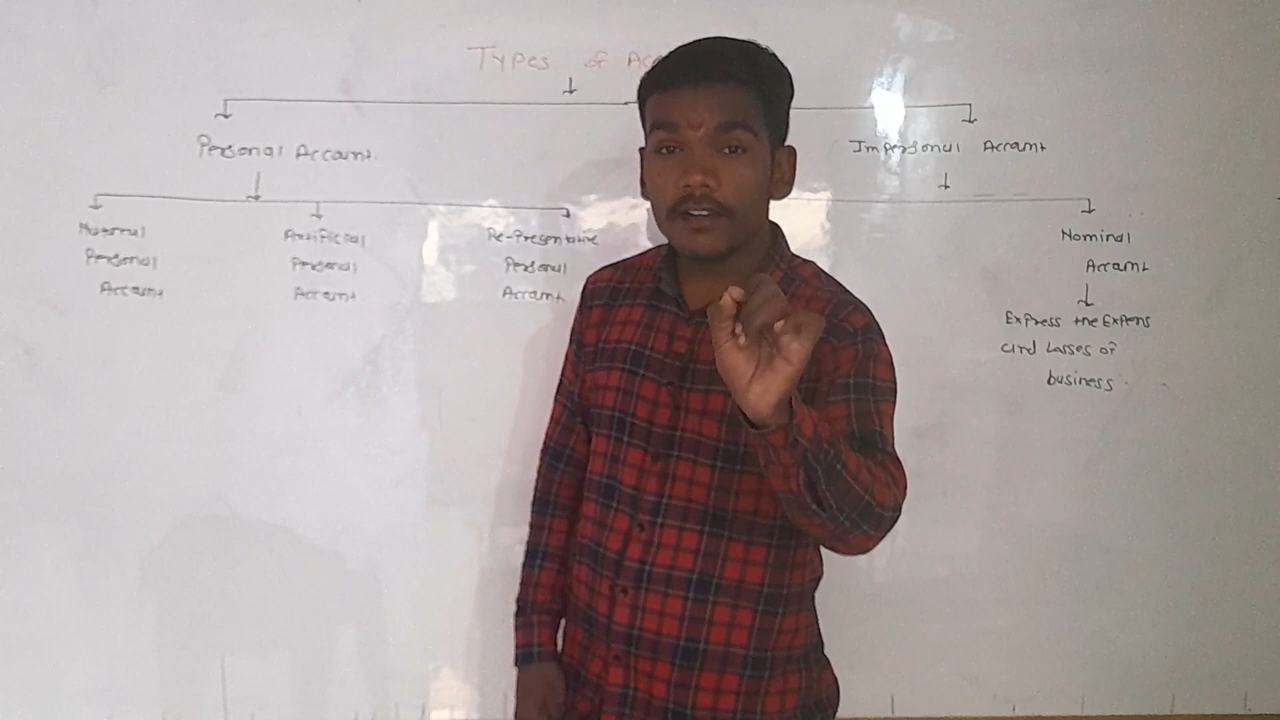 Types of Acc
Personal Account
Impersonal Account
Natural
Personal
Account
Artificial
Personal
Account
Re-Presentative
Personal
Account
Nominal
Account
Express the Expens
and Losses of
business